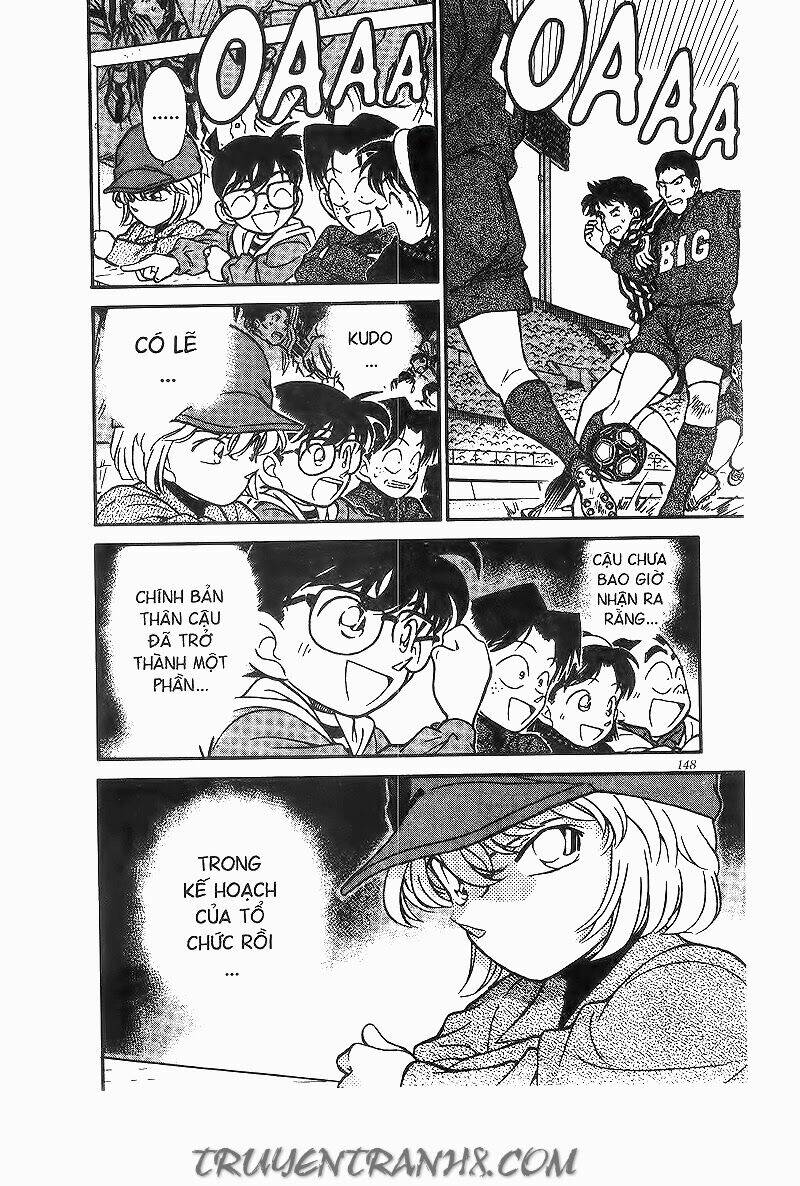 OAAA
OAAA
BIG
......
KUDO
...
CÓ LẼ
...
CẬU CHƯA
BAO GIỜ
NHẬN RA
RẰNG...
CHÍNH BẢN
THÂN CẬU
ĐÃ TRỞ
THÀNH MỘT
PHẦN...
148
TRONG
KẾ HOẠCH
CỦA TỔ
CHỨC RỒI
...
TRUYENTRANH8.COM